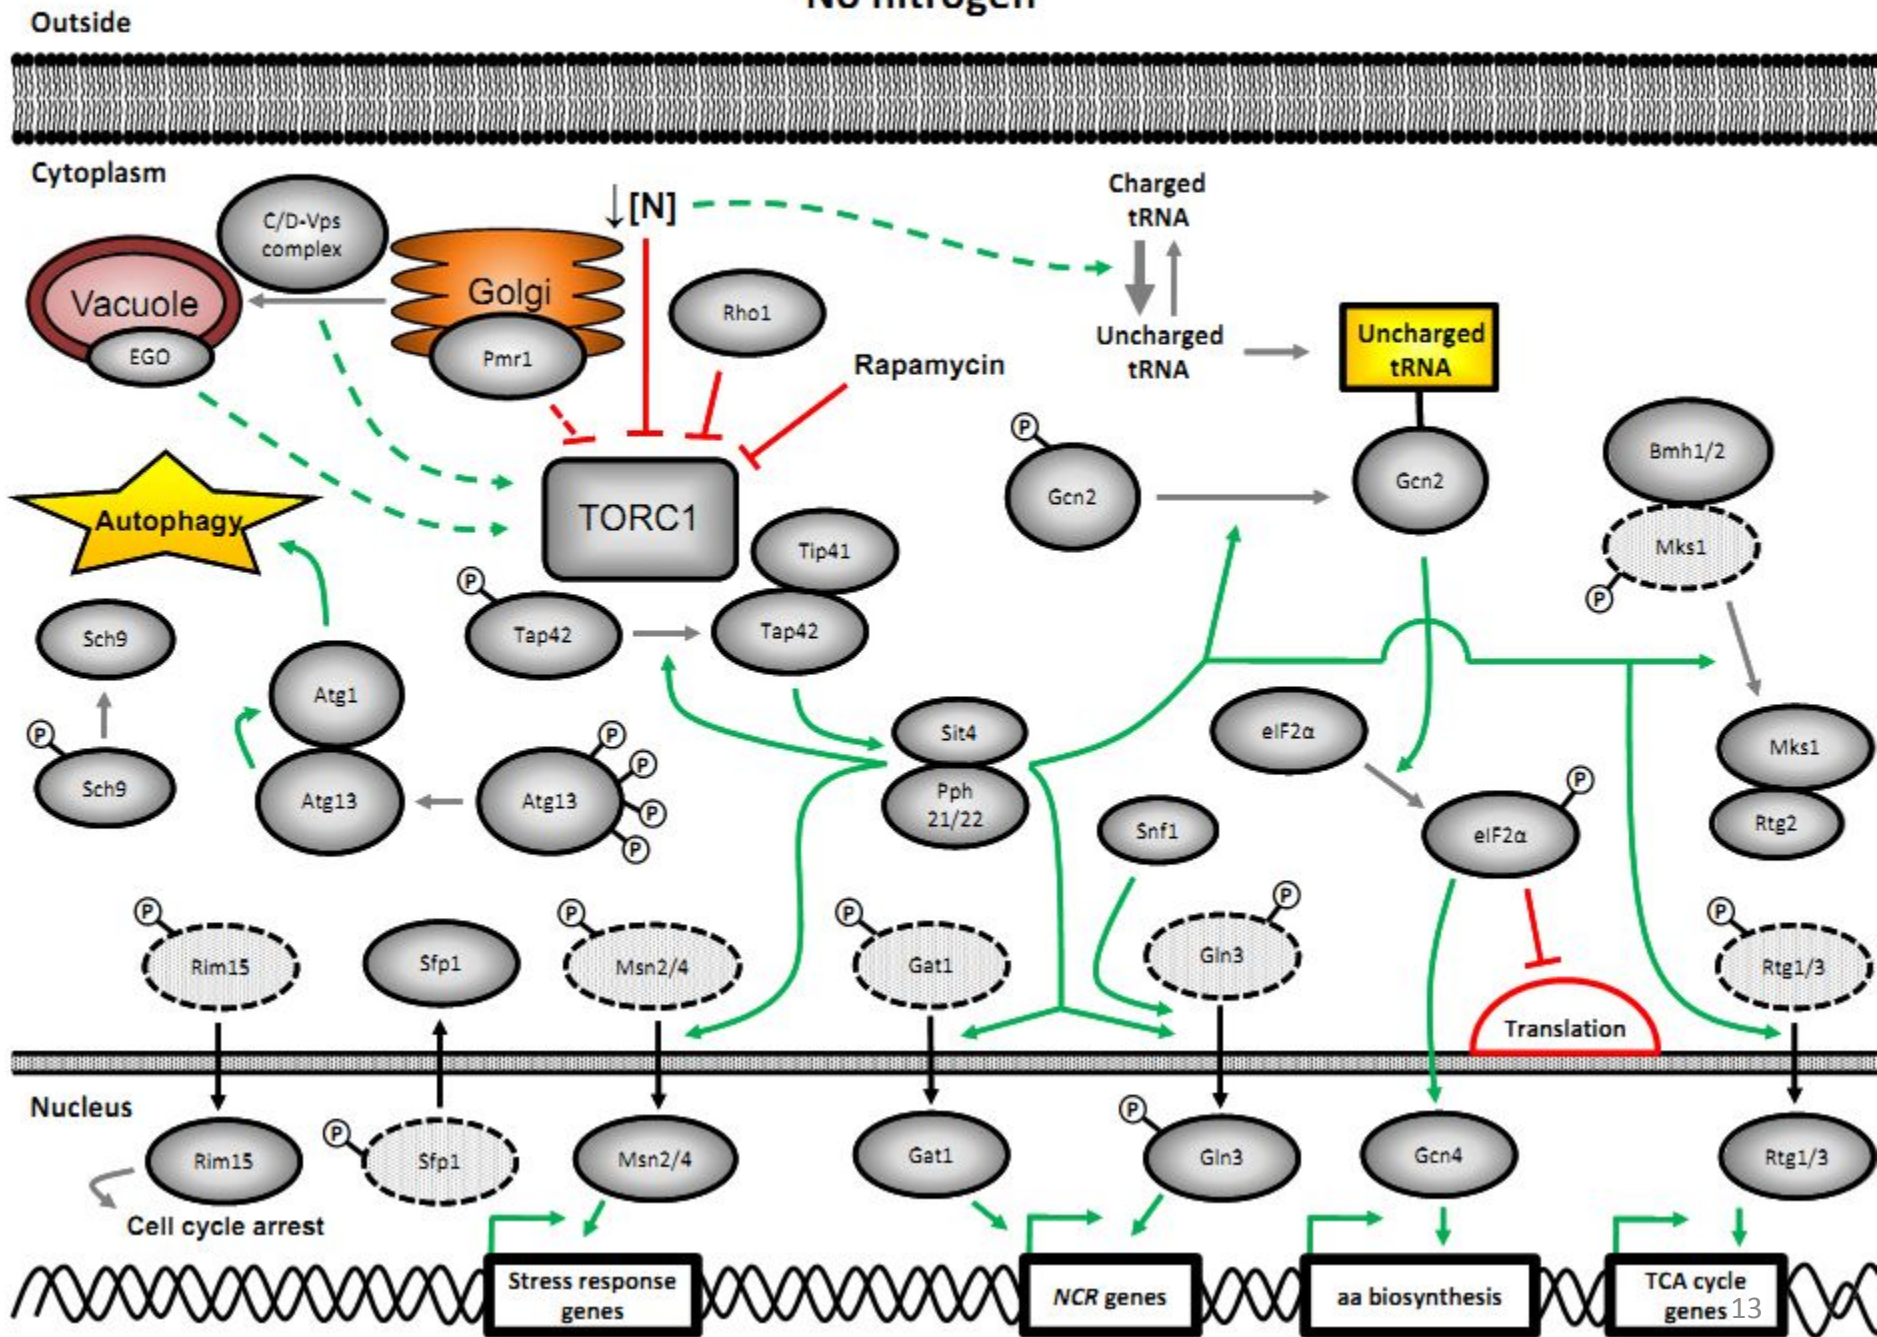 No nitrogen
Outside
Cytoplasm
C/D-Vps
complex
↓[N]
Charged
tRNA
Vacuole
EGO
Golgi
Pmr1
Rho1
Rapamycin
Uncharged
tRNA
Uncharged
tRNA
P
Gcn2
Gcn2
Bmh1/2
Mks1
P
Autophagy
TORC1
Tip41
P
Tap42
Tap42
Sch9
P
Sch9
Atg1
Atg13
Atg13
P
P
P
P
Sit4
Pph
21/22
Snf1
eIF2α
eIF2α
P
Mks1
Rtg2
P
Rim15
Sfp1
P
Msn2/4
P
Gat1
P
Gln3
Translation
P
Rtg1/3
Nucleus
Rim15
P
Sfp1
Msn2/4
Gat1
P
Gln3
Gcn4
Rtg1/3
Cell cycle arrest
Stress response
genes
NCR genes
aa biosynthesis
TCA cycle
genes
13